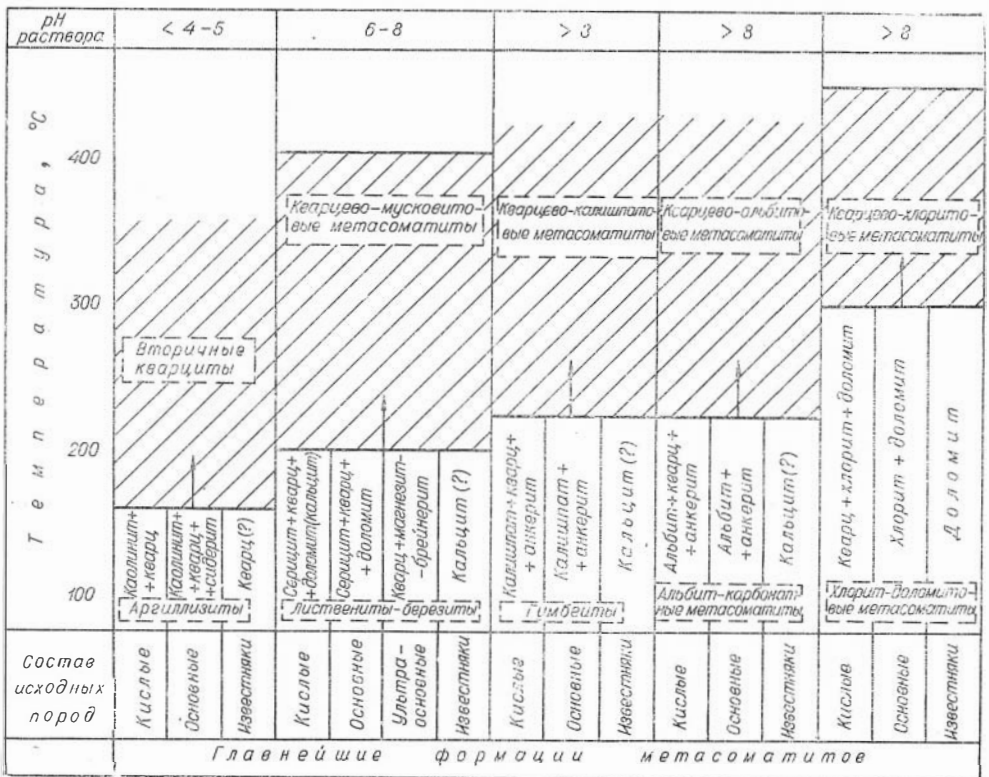 pH раствора
< 4-5
6-8
> 8
> 8
> 8
Температура, °С
400
300
200
100
Вторичные
кварциты
Кварцево-мусковито-
вые метасоматиты
Кварцево-калишпато-
вые метасоматиты
Кварцево-альбито-
вые метасоматиты
Кварцево-хлорито-
вые метасоматиты
Каолинит+
+кварц
Каолинит+
+кварц+
+сидерит
Кварц(?)
Серицит+кварц+
+доломит(кальцит)
Серицит+кварц+
+доломит
Кварц+магнезит-
-брейнерит
Кальцит(?)
Калишпат+кварц+
+анкерит
Калишпат+
+анкерит
Кальцит(?)
Альбит+кварц+
+анкерит
Альбит+
+анкерит
Кальцит(?)
Кварц+хлорит+доломит
Хлорит+доломит
Доломит
Аргиллизиты
Листвениты-березиты
Гумбеиты
Альбит-карбонат-
ные метасоматиты
Хлорит-доломито-
вые метасоматиты
Состав
исходных
пород
Кислые
Основные
Известняки
Кислые
Основные
Ультра-
основные
Известняки
Кислые
Основные
Известняки
Кислые
Основные
Известняки
Кислые
Основные
Известняки
Главнейшие формации метасоматитов